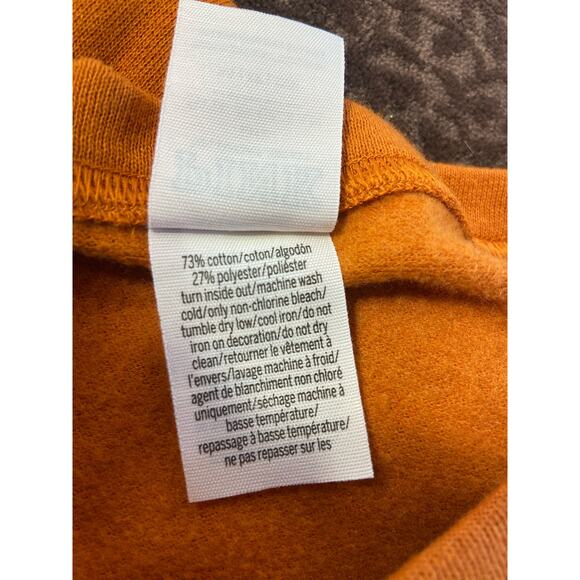 73% cotton/coton/algodón
27% polyester/poliéster
turn inside out/machine wash
cold/only non-chlorine bleach/
tumble dry low/cool iron/do not
iron on decoration/do not dry
clean/retourner le vêtement à
l'envers/lavage machine à froid/
agent de blanchiment non chloré
uniquement/séchage machine à
basse température/
repassage à basse température/
ne pas repasser sur les